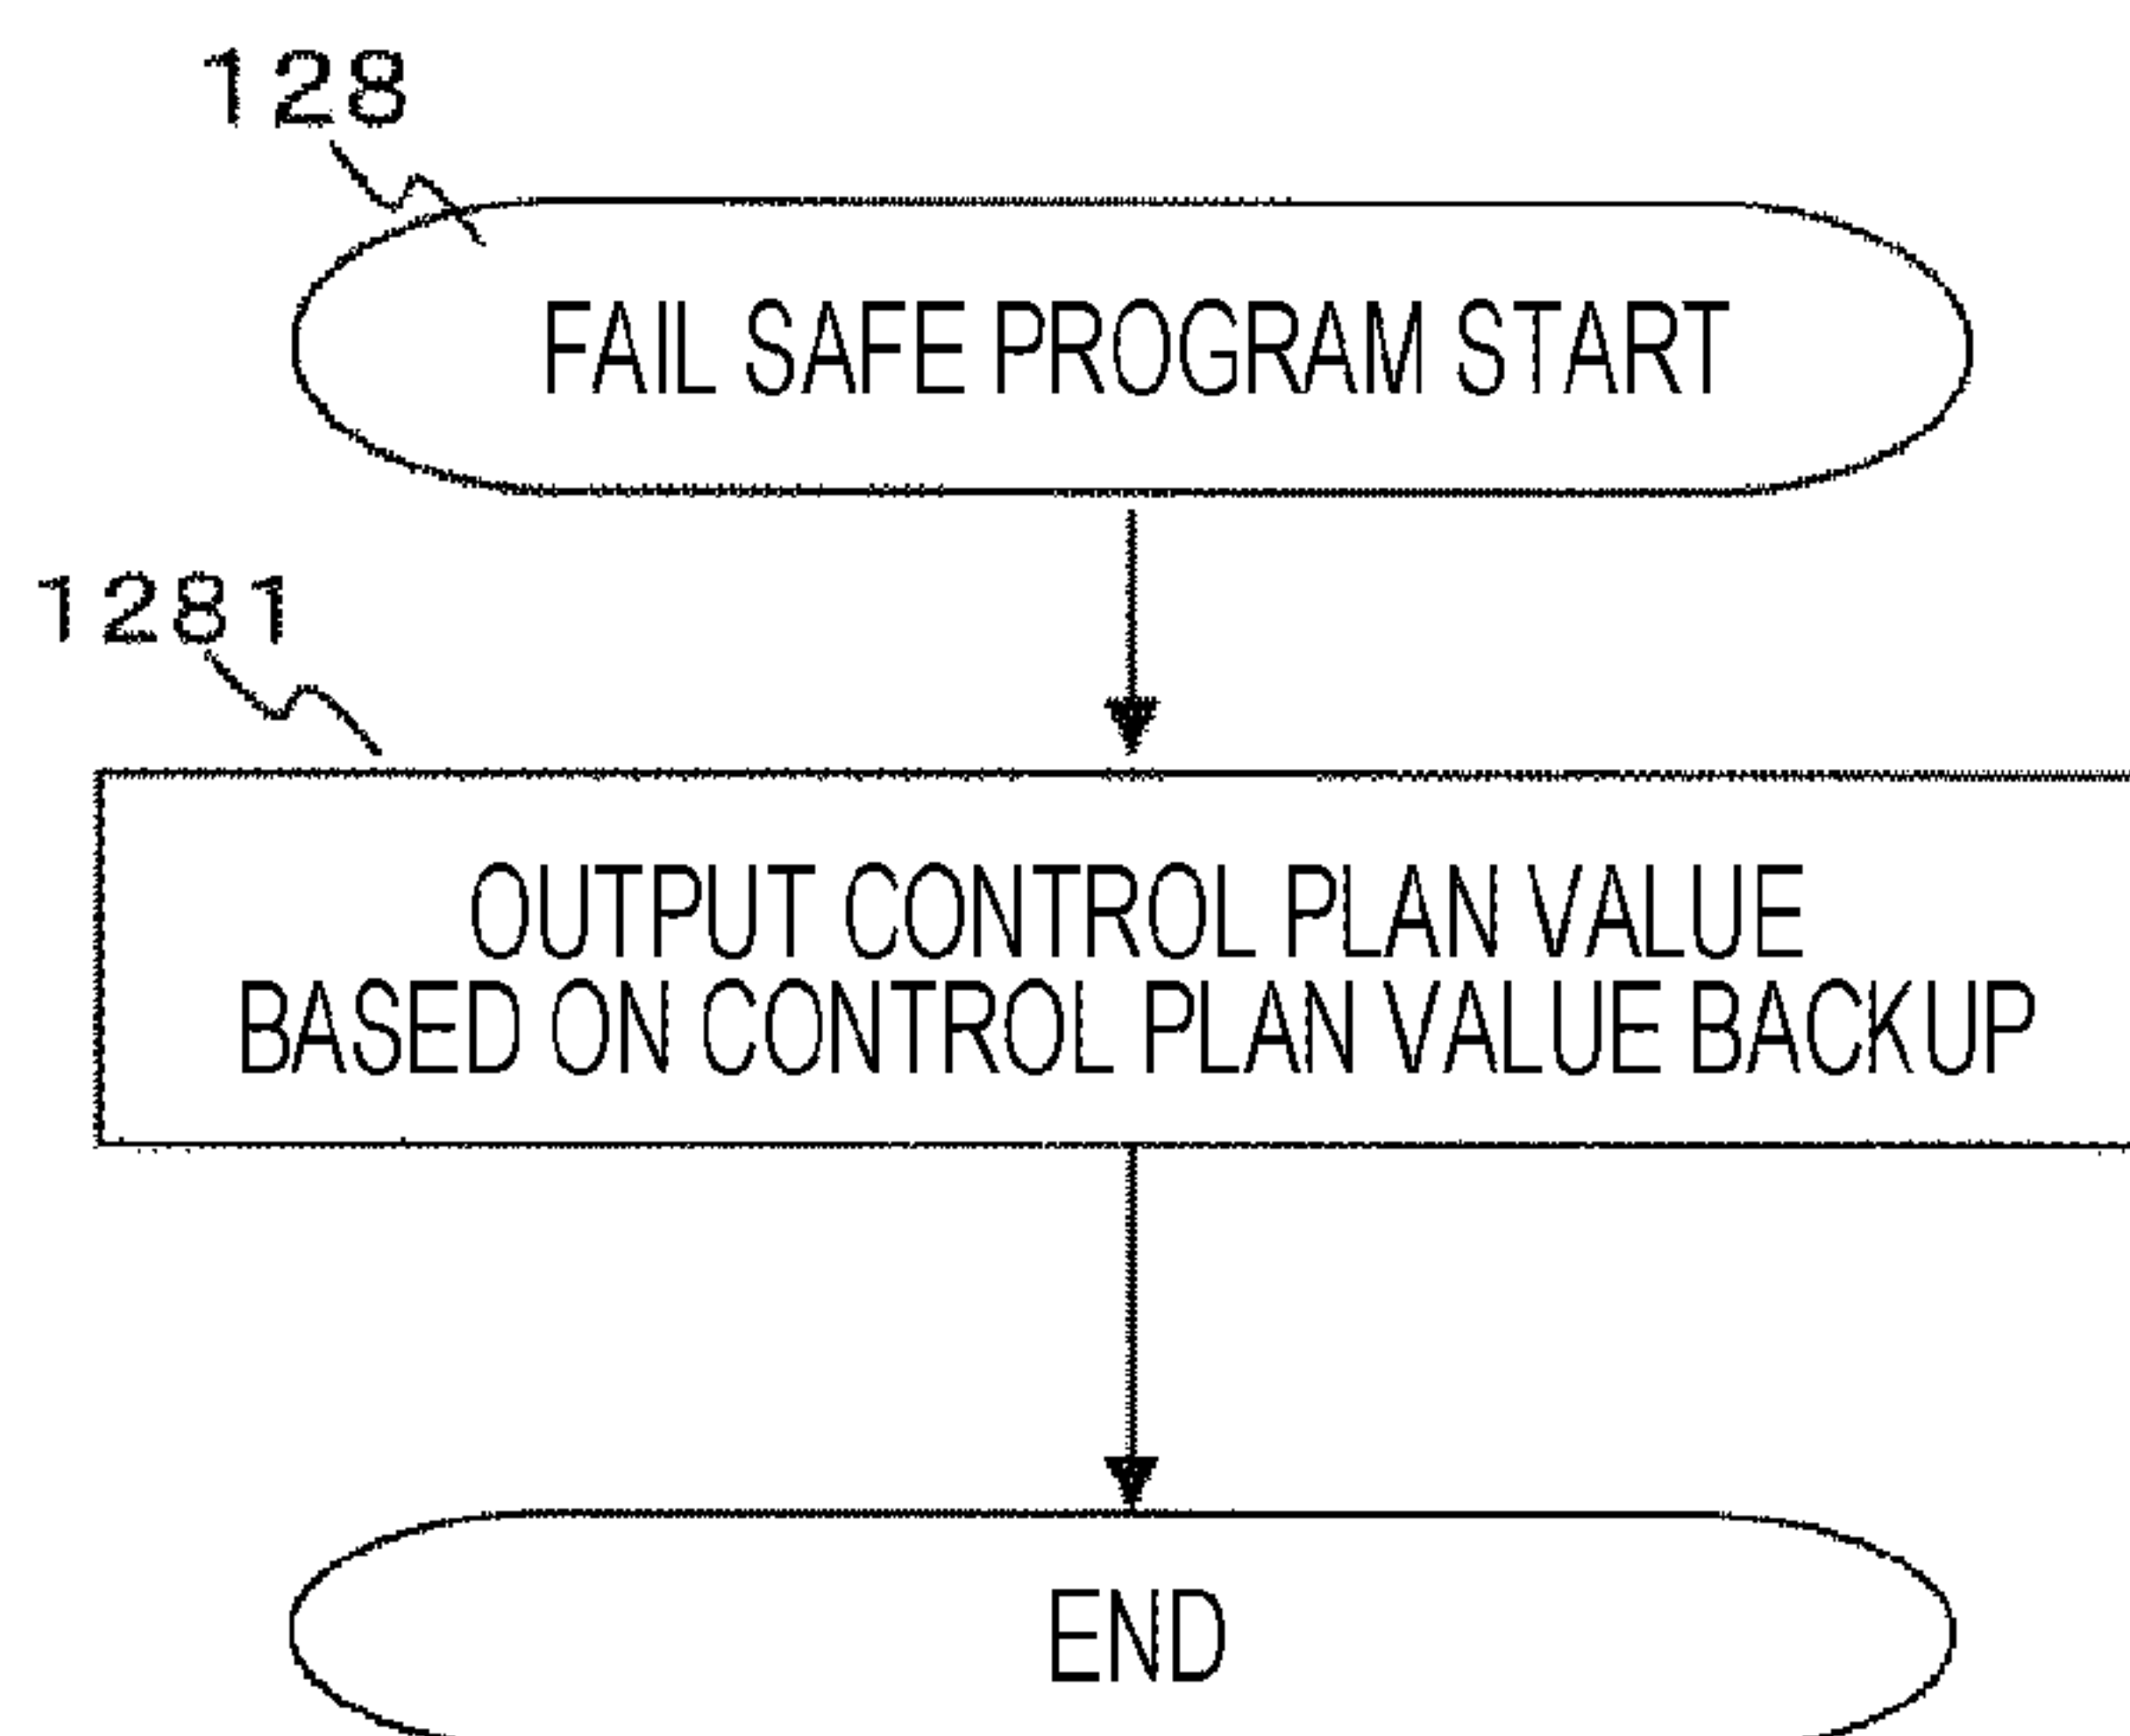 128
FAIL SAFE PROGRAM START
1281
OUTPUT CONTROL PLAN VALUE
BASED ON CONTROL PLAN VALUE BACKUP
END